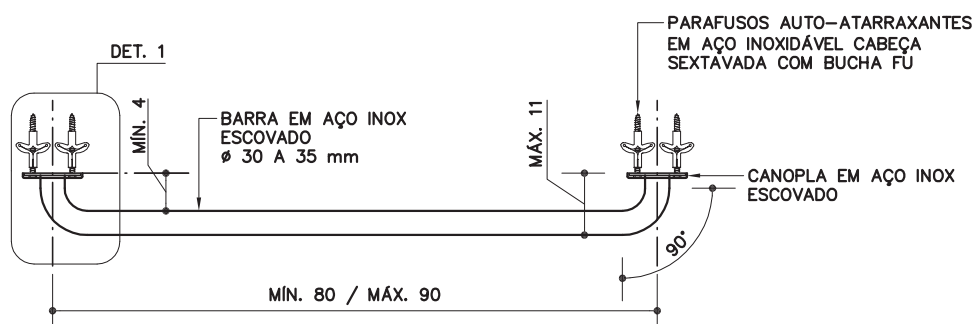 PARAFUSOS AUTO-ATARRAXANTES
EM AÇO INOXIDÁVEL CABEÇA
SEXTAVADA COM BUCHA FU
DET. 1
MÍN. 4
BARRA EM AÇO INOX
ESCOVADO
ø 30 A 35 mm
MÁX. 11
CANOPLA EM AÇO INOX
ESCOVADO
90°
MÍN. 80 / MÁX. 90